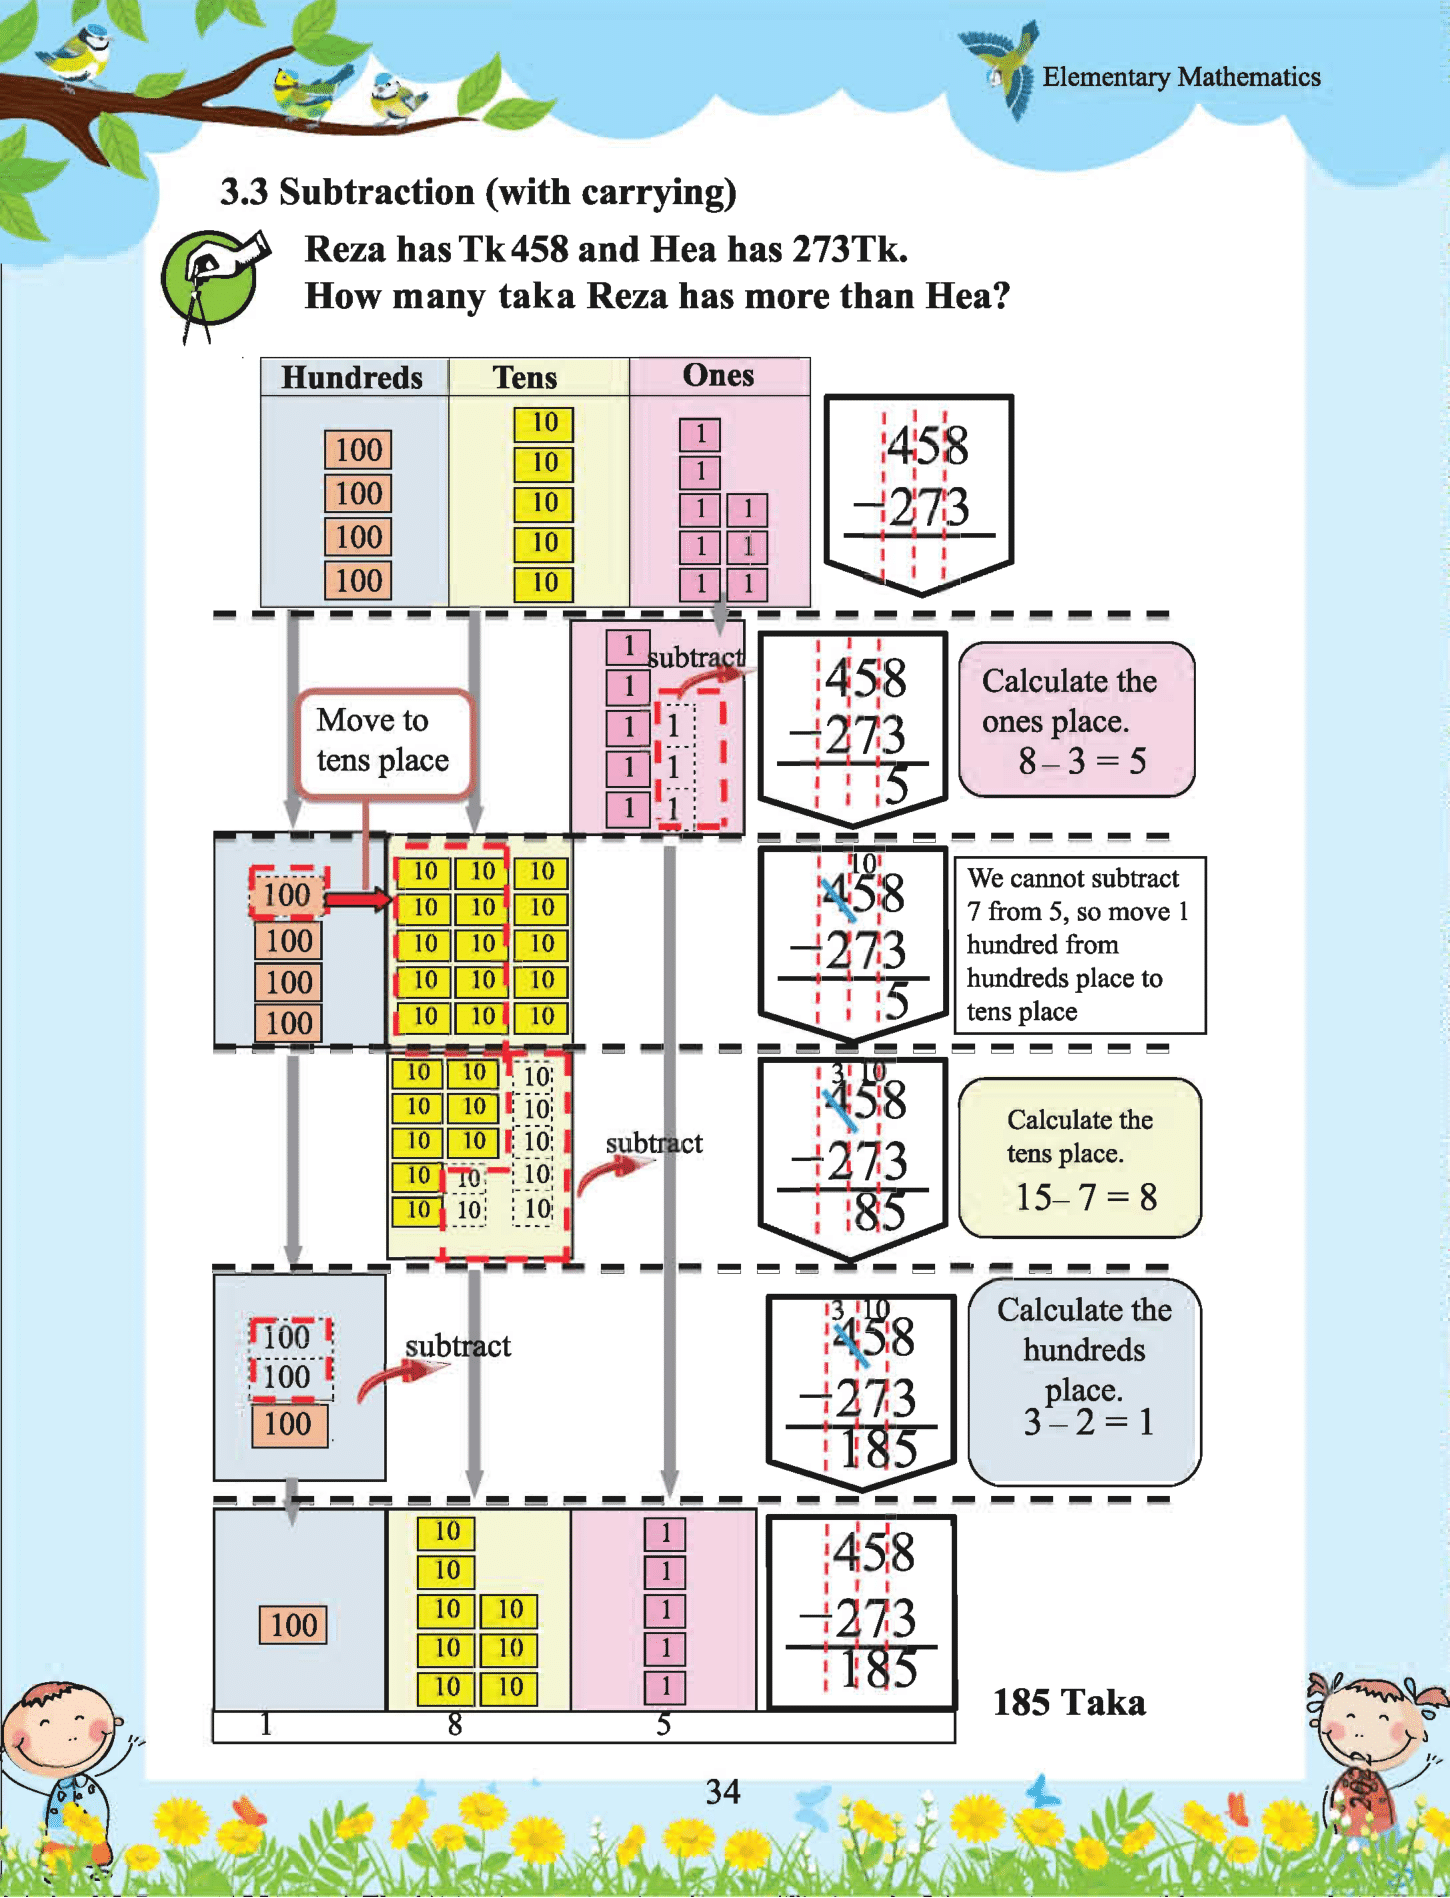 Elementary Mathematics
3.3 Subtraction (with carrying)
Reza has Tk 458 and Hea has 273Tk.
How many taka Reza has more than Hea?
Hundreds Tens Ones
100
100
100
100
10
10
10
10
10
1
1
1 1
1 1
1 1
458
−273
Move to
tens place
1
1
1
1
1
subtract
1
1
1
458
−273
5
Calculate the
ones place.
8 – 3 = 5
100
100
100
100
10 10 10
10 10 10
10 10 10
10 10 10
10 10 10
10
458
−273
5
We cannot subtract
7 from 5, so move 1
hundred from
hundreds place to
tens place
10 10 10
10 10 10
10 10 10
10 10 10
10 10 10
subtract
3 10
458
−273
85
Calculate the
tens place.
15– 7 = 8
100
100
100
subtract
3 10
458
−273
185
Calculate the
hundreds
place.
3 – 2 = 1
100
10
10
10 10
10 10
10 10
1
1
1
1
1
458
−273
185
1 8 5
185 Taka
34
2022